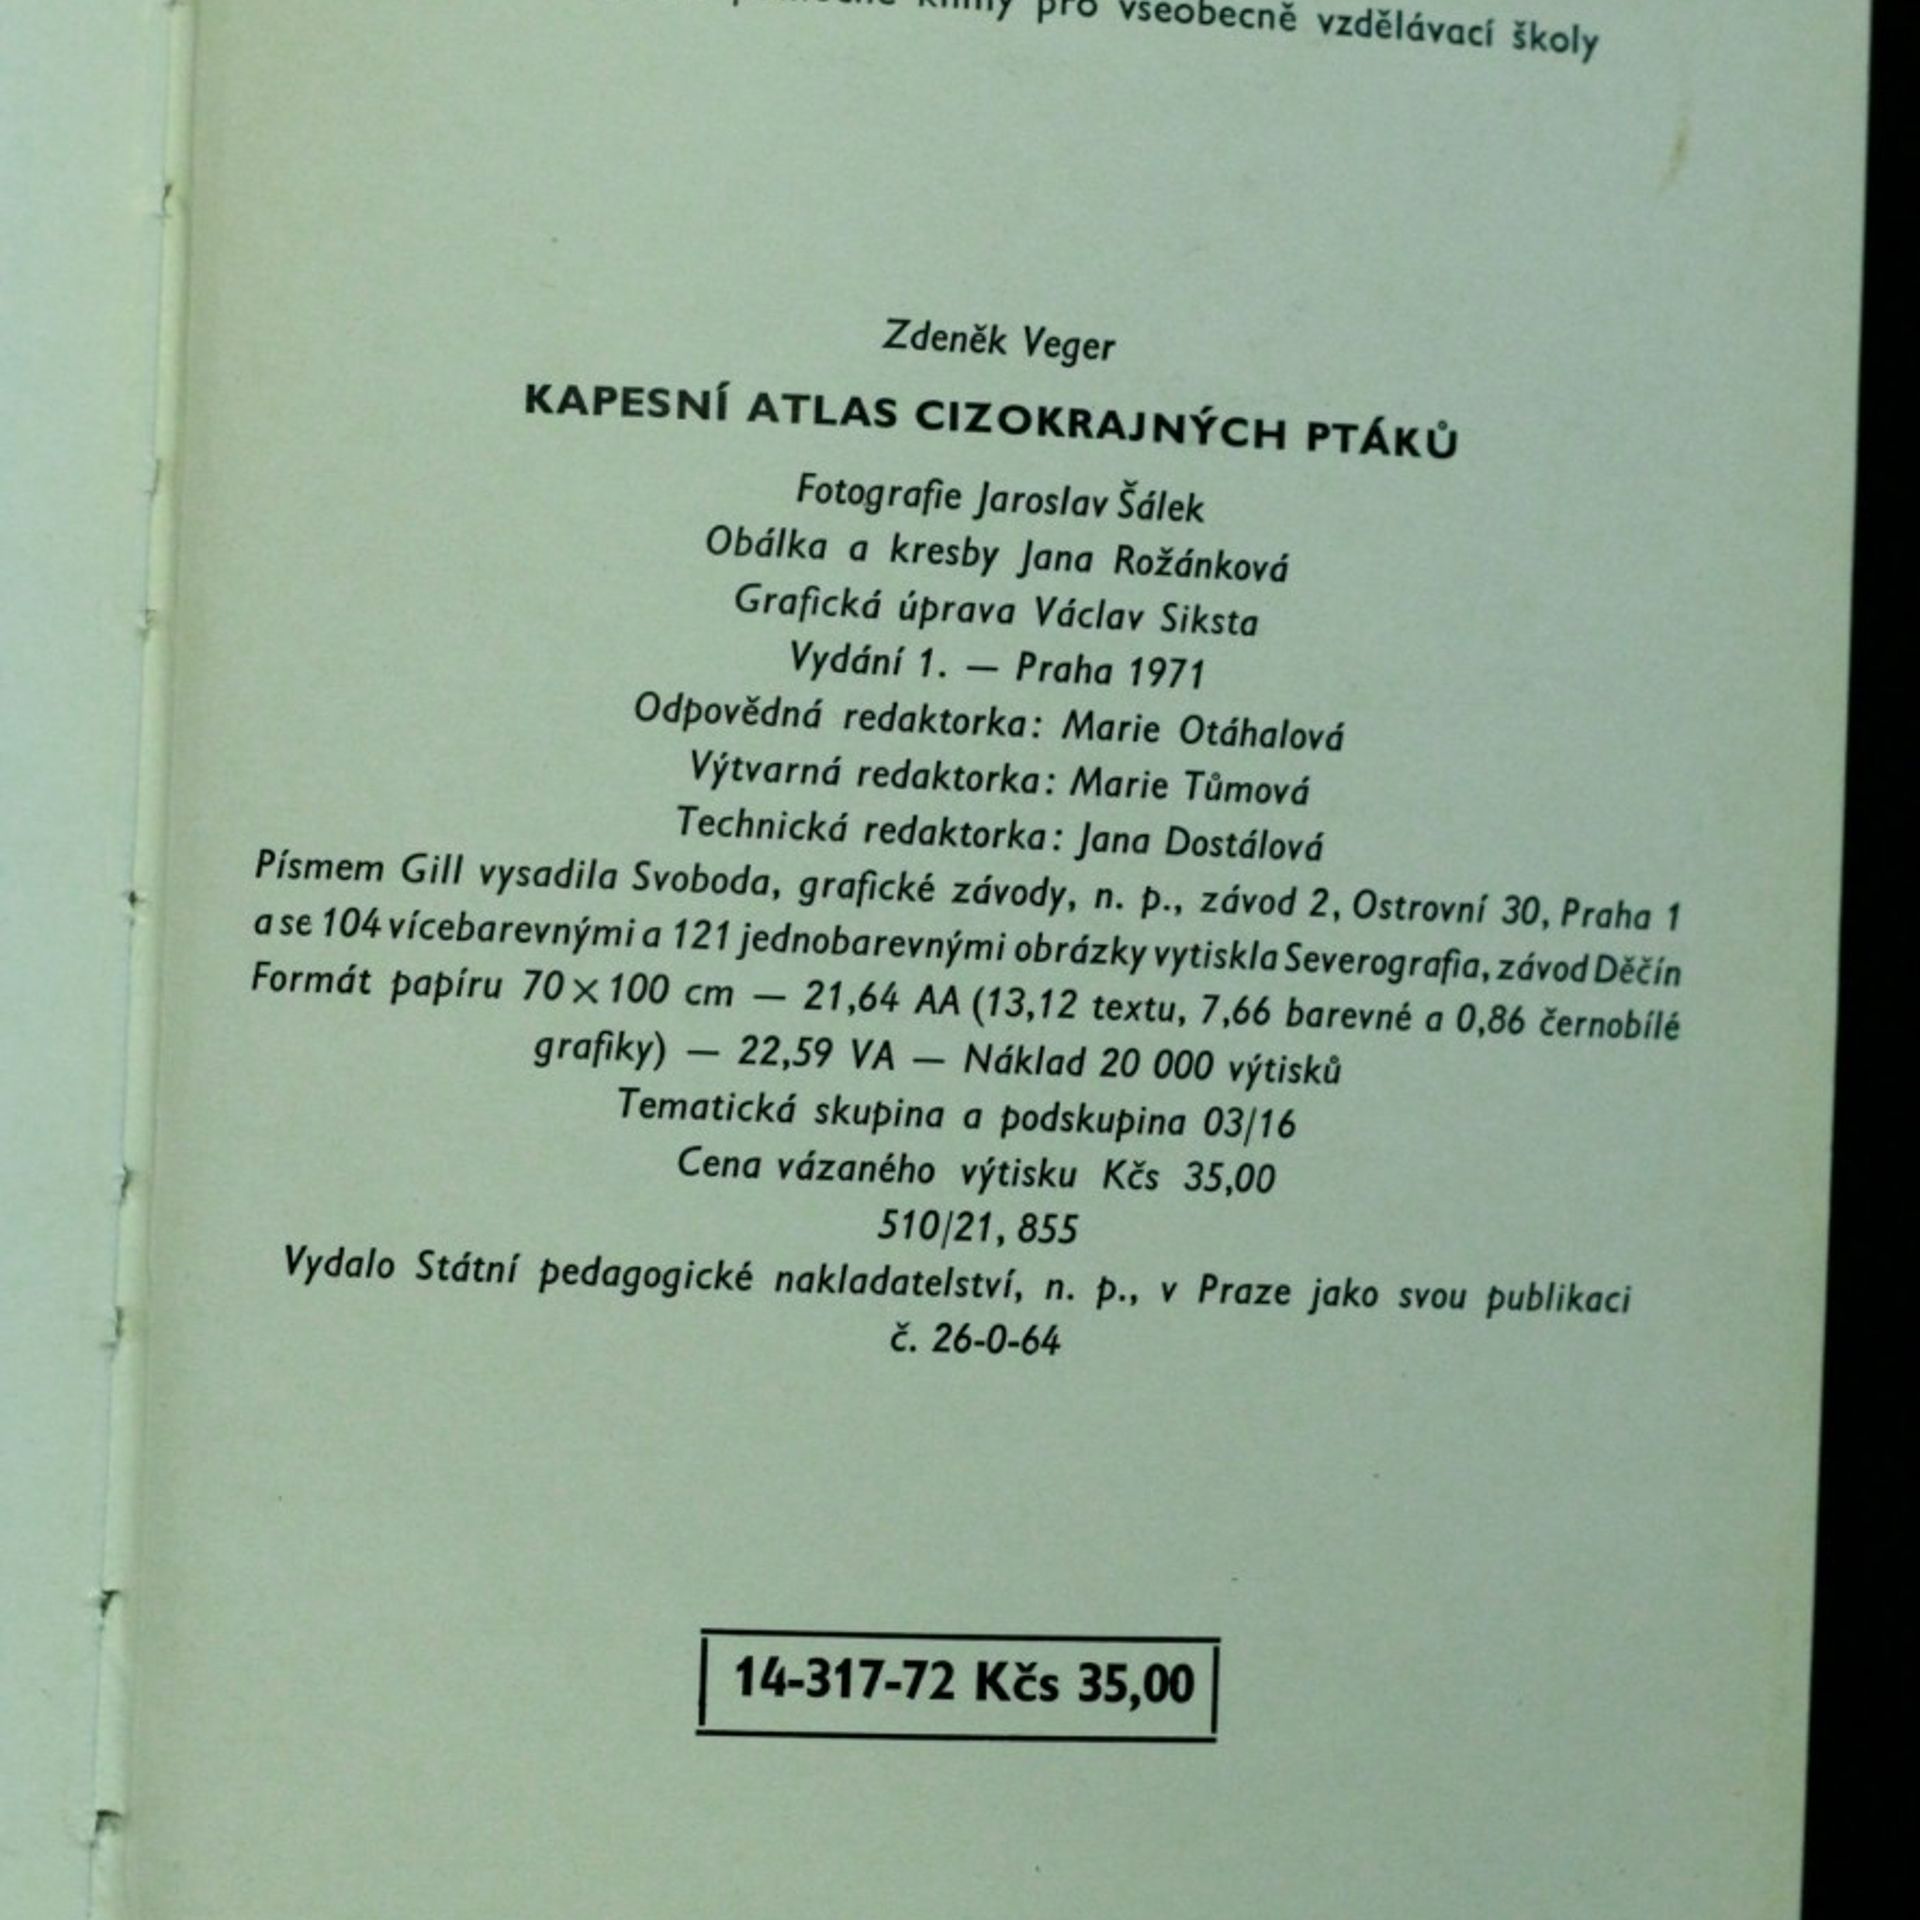 knihy pro všeobecně vzdělávací školy
Zdeněk Veger
KAPESNÍ ATLAS CIZOKRAJNÝCH PTÁKŮ
Fotografie Jaroslav Šálek
Obálka a kresby Jana Rožánková
Grafická úprava Václav Siksta
Vydání 1. — Praha 1971
Odpovědná redaktorka: Marie Otáhalová
Výtvarná redaktorka: Marie Tůmová
Technická redaktorka: Jana Dostálová
Písmem Gill vysadila Svoboda, grafické závody, n. p., závod 2, Ostrovní 30, Praha 1
a se 104 vícebarevnými a 121 jednobarevnými obrázky vytiskla Severografia, závod Děčín
Formát papíru 70 × 100 cm — 21,64 AA (13,12 textu, 7,66 barevné a 0,86 černobílé
grafiky) — 22,59 VA — Náklad 20 000 výtisků
Tematická skupina a podskupina 03/16
Cena vázaného výtisku Kčs 35,00
510/21, 855
Vydalo Státní pedagogické nakladatelství, n. p., v Praze jako svou publikaci
č. 26-0-64
14-317-72 Kčs 35,00